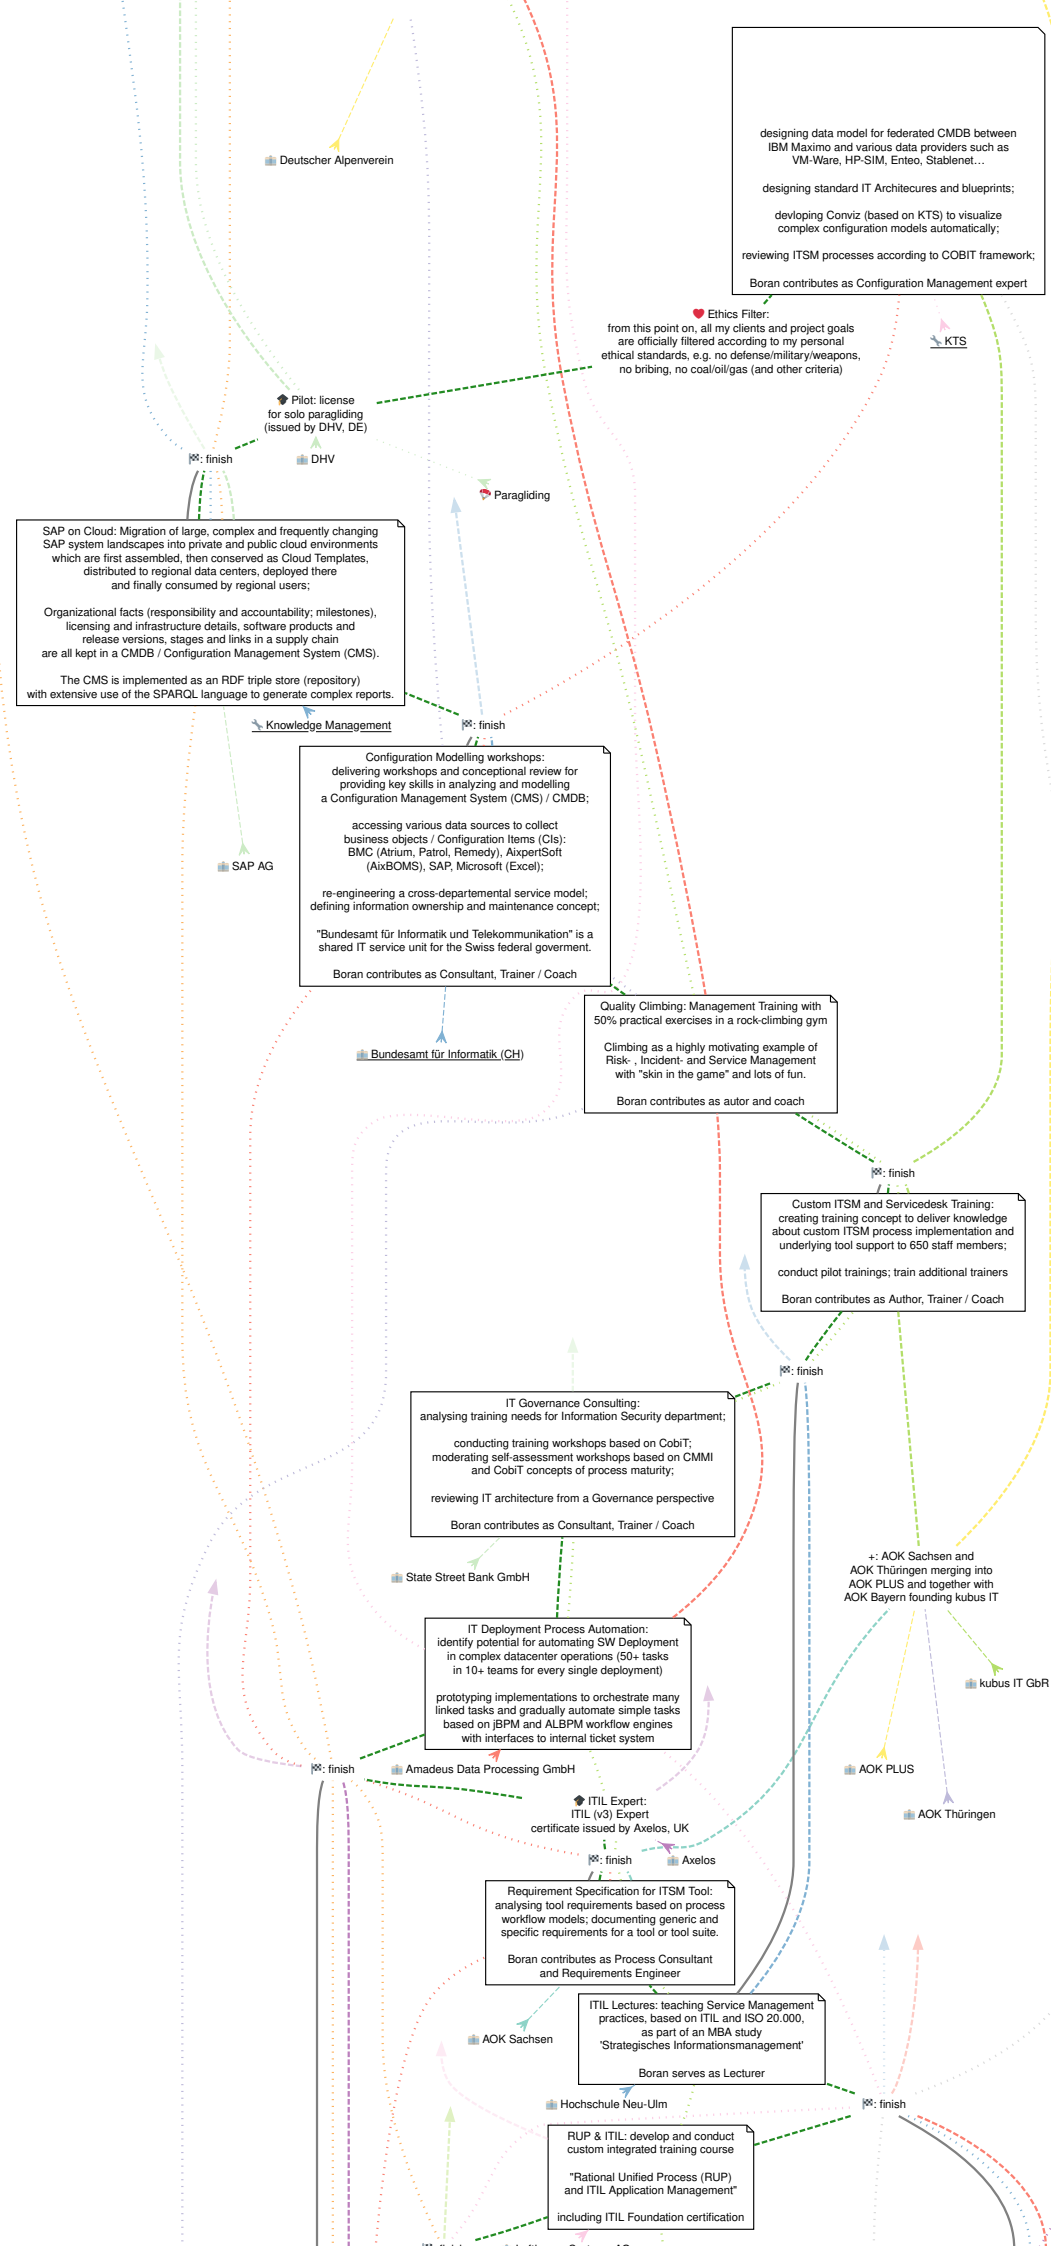 designing data model for federated CMDB between
IBM Maximo and various data providers such as
VM-Ware, HP-SIM, Enteo, Stablenet…
designing standard IT Architecures and blueprints;
devloping Conviz (based on KTS) to visualize
complex configuration models automatically;
reviewing ITSM processes according to COBIT framework;
Boran contributes as Configuration Management expert
Deutscher Alpenverein
Ethics Filter:
from this point on, all my clients and project goals
are officially filtered according to my personal
ethical standards, e.g. no defense/military/weapons,
no bribing, no coal/oil/gas (and other criteria)
KTS
Pilot: license
for solo paragliding
(issued by DHV, DE)
: finish
DHV
Paragliding
SAP on Cloud: Migration of large, complex and frequently changing
SAP system landscapes into private and public cloud environments
which are first assembled, then conserved as Cloud Templates,
distributed to regional data centers, deployed there
and finally consumed by regional users;
Organizational facts (responsibility and accountability; milestones),
licensing and infrastructure details, software products and
release versions, stages and links in a supply chain
are all kept in a CMDB / Configuration Management System (CMS).
The CMS is implemented as an RDF triple store (repository)
with extensive use of the SPARQL language to generate complex reports.
Knowledge Management
: finish
Configuration Modelling workshops:
delivering workshops and conceptional review for
providing key skills in analyzing and modelling
a Configuration Management System (CMS) / CMDB;
accessing various data sources to collect
business objects / Configuration Items (CIs):
BMC (Atrium, Patrol, Remedy), AixpertSoft
(AixBOMS), SAP, Microsoft (Excel);
re-engineering a cross-departemental service model;
defining information ownership and maintenance concept;
"Bundesamt für Informatik und Telekommunikation" is a
shared IT service unit for the Swiss federal goverment.
Boran contributes as Consultant, Trainer / Coach
SAP AG
Bundesamt für Informatik (CH)
Quality Climbing: Management Training with
50% practical exercises in a rock-climbing gym
Climbing as a highly motivating example of
Risk- , Incident- and Service Management
with "skin in the game" and lots of fun.
Boran contributes as autor and coach
: finish
Custom ITSM and Servicedesk Training:
creating training concept to deliver knowledge
about custom ITSM process implementation and
underlying tool support to 650 staff members;
conduct pilot trainings; train additional trainers
Boran contributes as Author, Trainer / Coach
: finish
IT Governance Consulting:
analysing training needs for Information Security department;
conducting training workshops based on CobiT;
moderating self-assessment workshops based on CMMI
and CobiT concepts of process maturity;
reviewing IT architecture from a Governance perspective
Boran contributes as Consultant, Trainer / Coach
State Street Bank GmbH
+: AOK Sachsen and
AOK Thüringen merging into
AOK PLUS and together with
AOK Bayern founding kubus IT
IT Deployment Process Automation:
identify potential for automating SW Deployment
in complex datacenter operations (50+ tasks
in 10+ teams for every single deployment)
prototyping implementations to orchestrate many
linked tasks and gradually automate simple tasks
based on jBPM and ALBPM workflow engines
with interfaces to internal ticket system
kubus IT GbR
: finish
Amadeus Data Processing GmbH
AOK PLUS
ITIL Expert:
ITIL (v3) Expert
certificate issued by Axelos, UK
AOK Thüringen
: finish
Axelos
Requirement Specification for ITSM Tool:
analysing tool requirements based on process
workflow models; documenting generic and
specific requirements for a tool or tool suite.
Boran contributes as Process Consultant
and Requirements Engineer
AOK Sachsen
ITIL Lectures: teaching Service Management
practices, based on ITIL and ISO 20.000,
as part of an MBA study
'Strategisches Informationsmanagement'
Boran serves as Lecturer
Hochschule Neu-Ulm
: finish
RUP & ITIL: develop and conduct
custom integrated training course
"Rational Unified Process (RUP)
and ITIL Application Management"
including ITIL Foundation certification